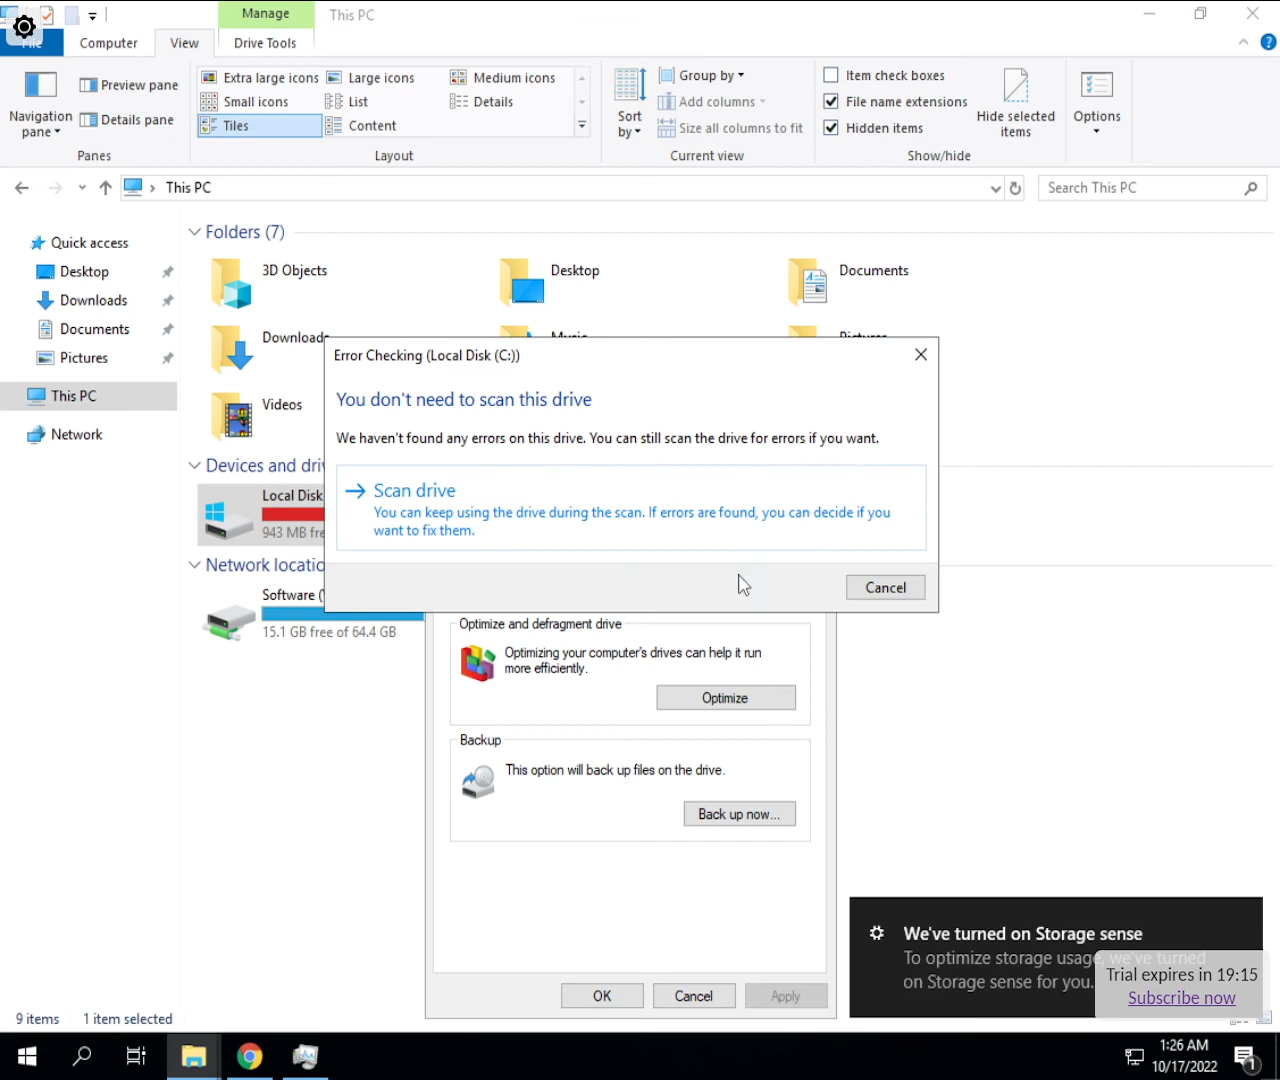 Manage
This PC
Computer
View
Drive Tools
Navigation
pane
Preview pane
Details pane
Panes
Extra large icons
Large icons
Medium icons
Small icons
List
Details
Tiles
Content
Layout
Sort
by
Group by
Add columns
Size all columns to fit
Current view
Item check boxes
File name extensions
Hidden items
Hide selected
items
Show/hide
Options
This PC
Search This PC
Quick access
Desktop
Downloads
Documents
Pictures
This PC
Network
Folders (7)
3D Objects
Desktop
Documents
Downloads
Music
Pictures
Videos
Devices and
Local Disk
943 MB
Network
Software
15.1 GB free of 64.4 GB
Error Checking (Local Disk (C:))
You don't need to scan this drive
We haven't found any errors on this drive. You can still scan the drive for errors if you want.
Scan drive
You can keep using the drive during the scan. If errors are found, you can decide if you
want to fix them.
Cancel
Optimize and defragment drive
Optimizing your computer's drives can help it run
more efficiently.
Optimize
Backup
This option will back up files on the drive.
Back up now...
OK
Cancel
Apply
We've turned on Storage sense
To optimize storage usage, we've turned
on Storage sense for you.
Trial expires in 19:15
Subscribe now
9 items
1 item selected
1:26 AM
10/17/2022
1